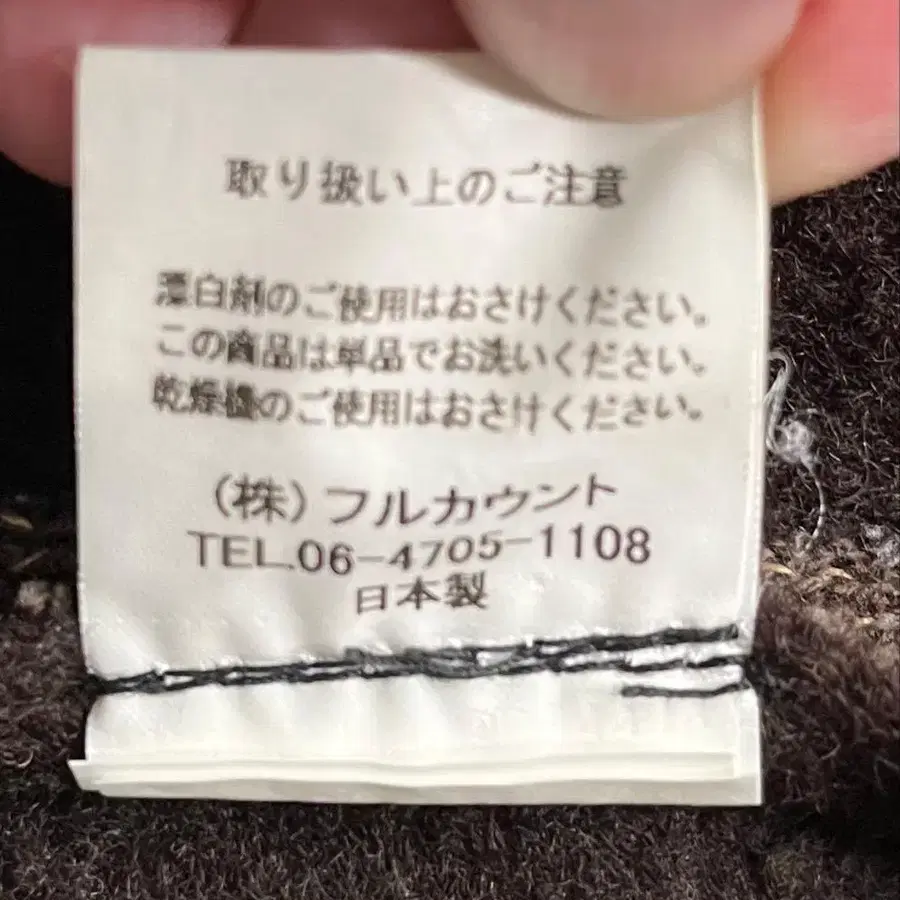 取り扱い上のご注意
漂白剤のご使用はおさけください。
この商品は単品でお洗いください。
乾燥機のご使用はおさけください。
（株）フルカウント
TEL.06-4705-1108
日本製